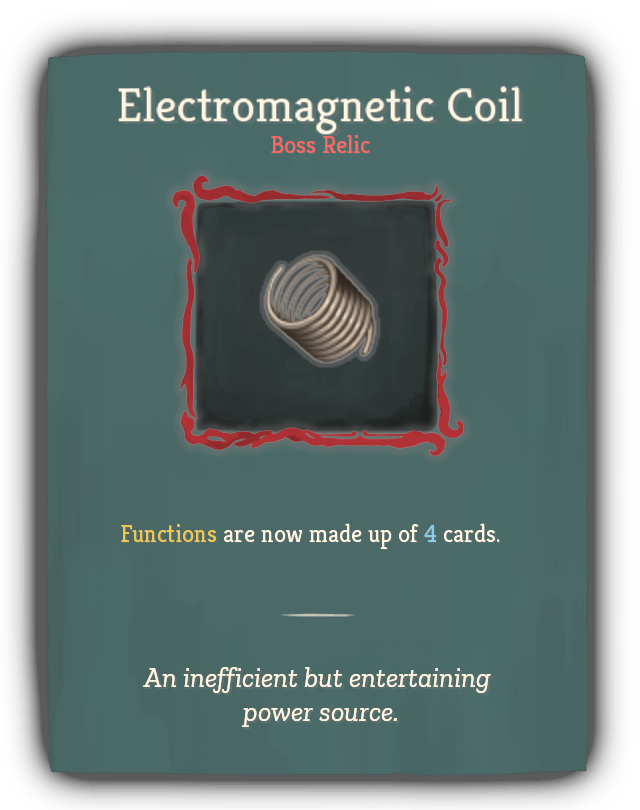 Electromagnetic Coil
Boss Relic
Functions are now made up of 4 cards.
An inefficient but entertaining
power source.